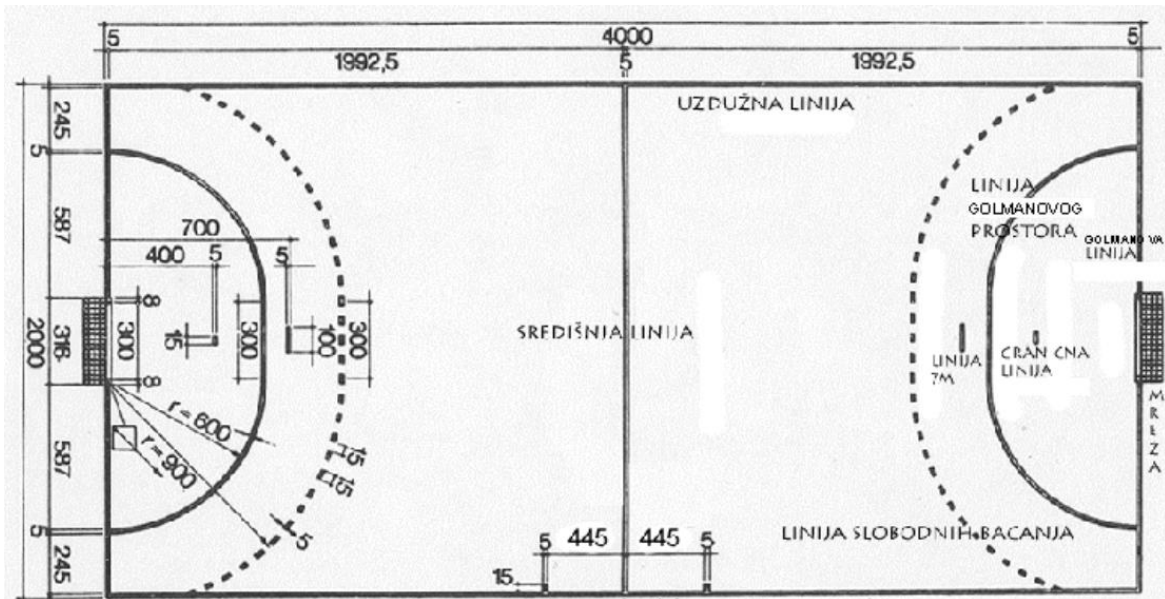 5 4000 5
1992,5 5 1992,5
UZDUŽNA LINIJA
245
5
587
316
2000
587
5
245
LINIJA
GOLMANOVOG
PROSTORA
GOLMANOVA
LINIJA
700
400 5 5
8
300
8
15
300
100
300
SREDIŠNJA LINIJA
LINIJA
7M
LINIJA
MREZA
r=600
r=900
15
15
5
LINIJA SLOBODNIH BACANJA
5 445 445 5
15